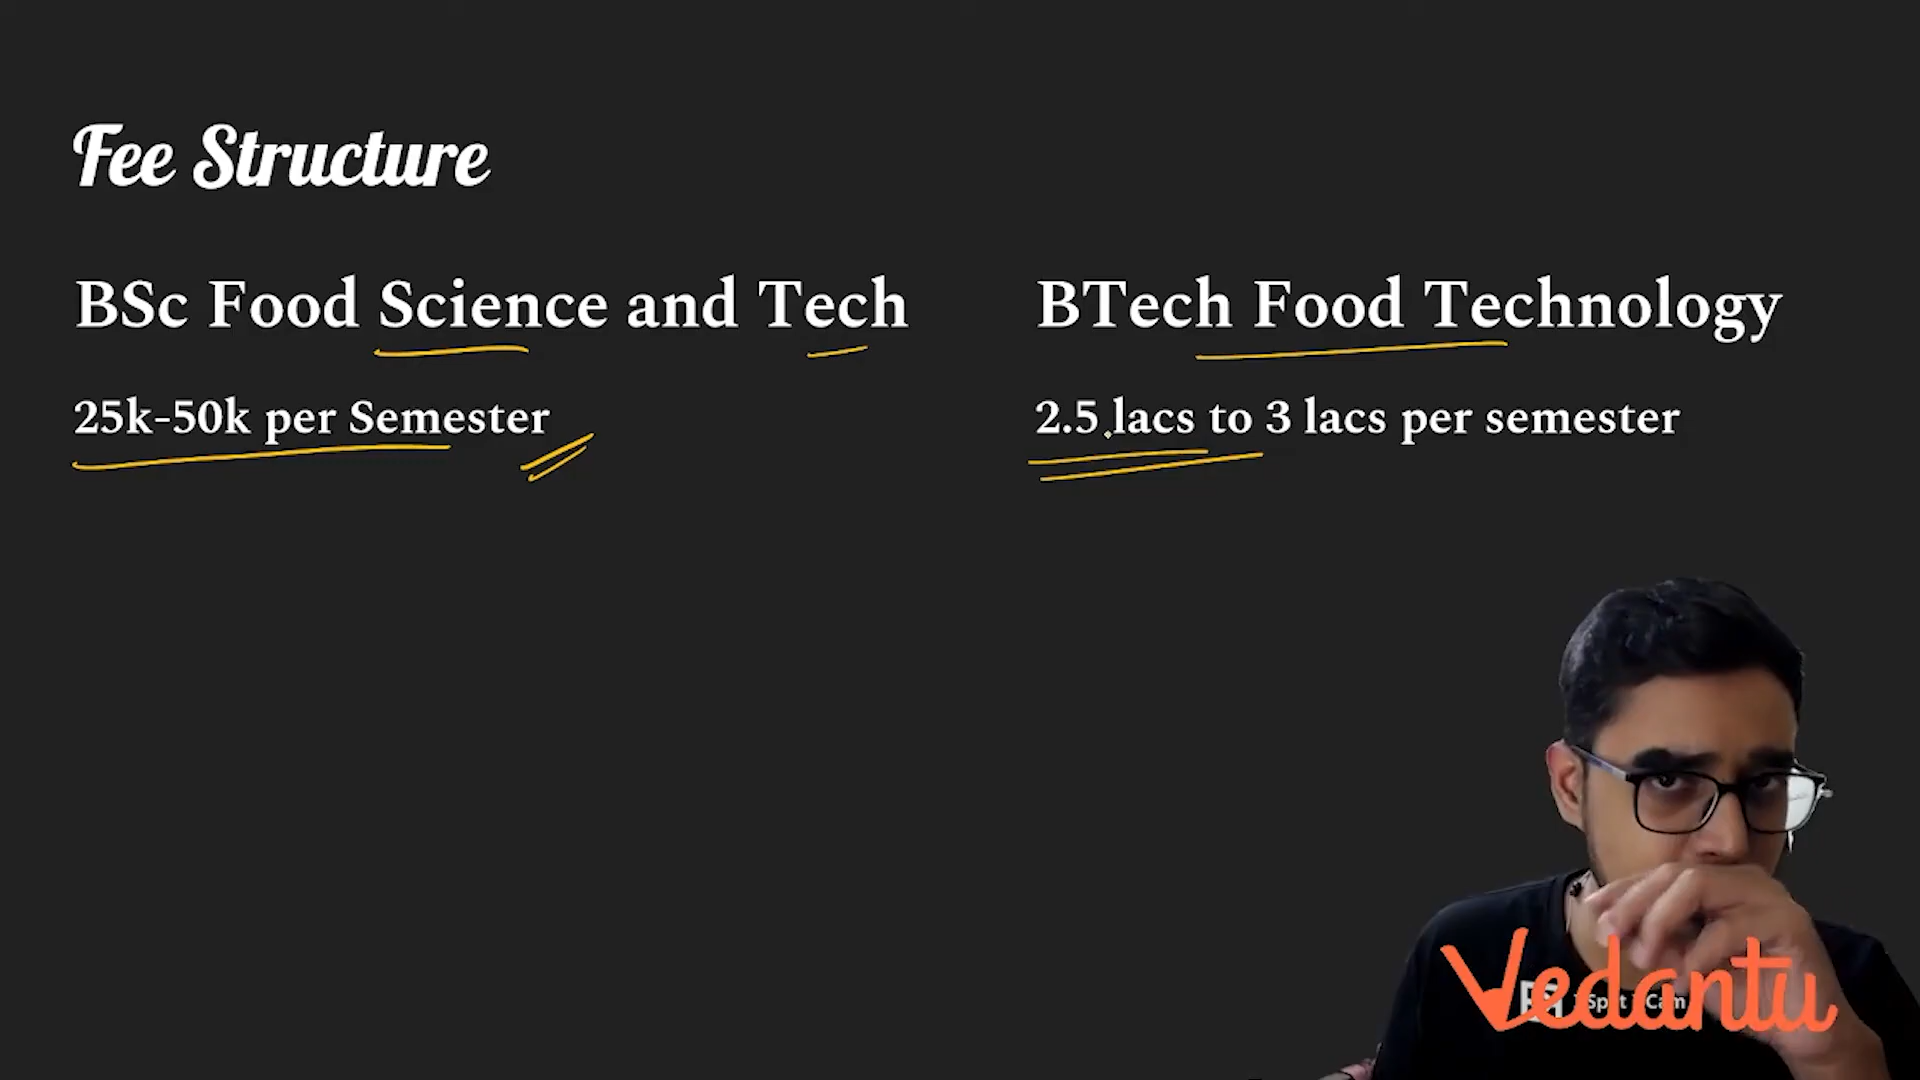 Fee Structure
BSc Food Science and Tech
25k-50k per Semester
BTech Food Technology
2.5 lacs to 3 lacs per semester
Vedantu